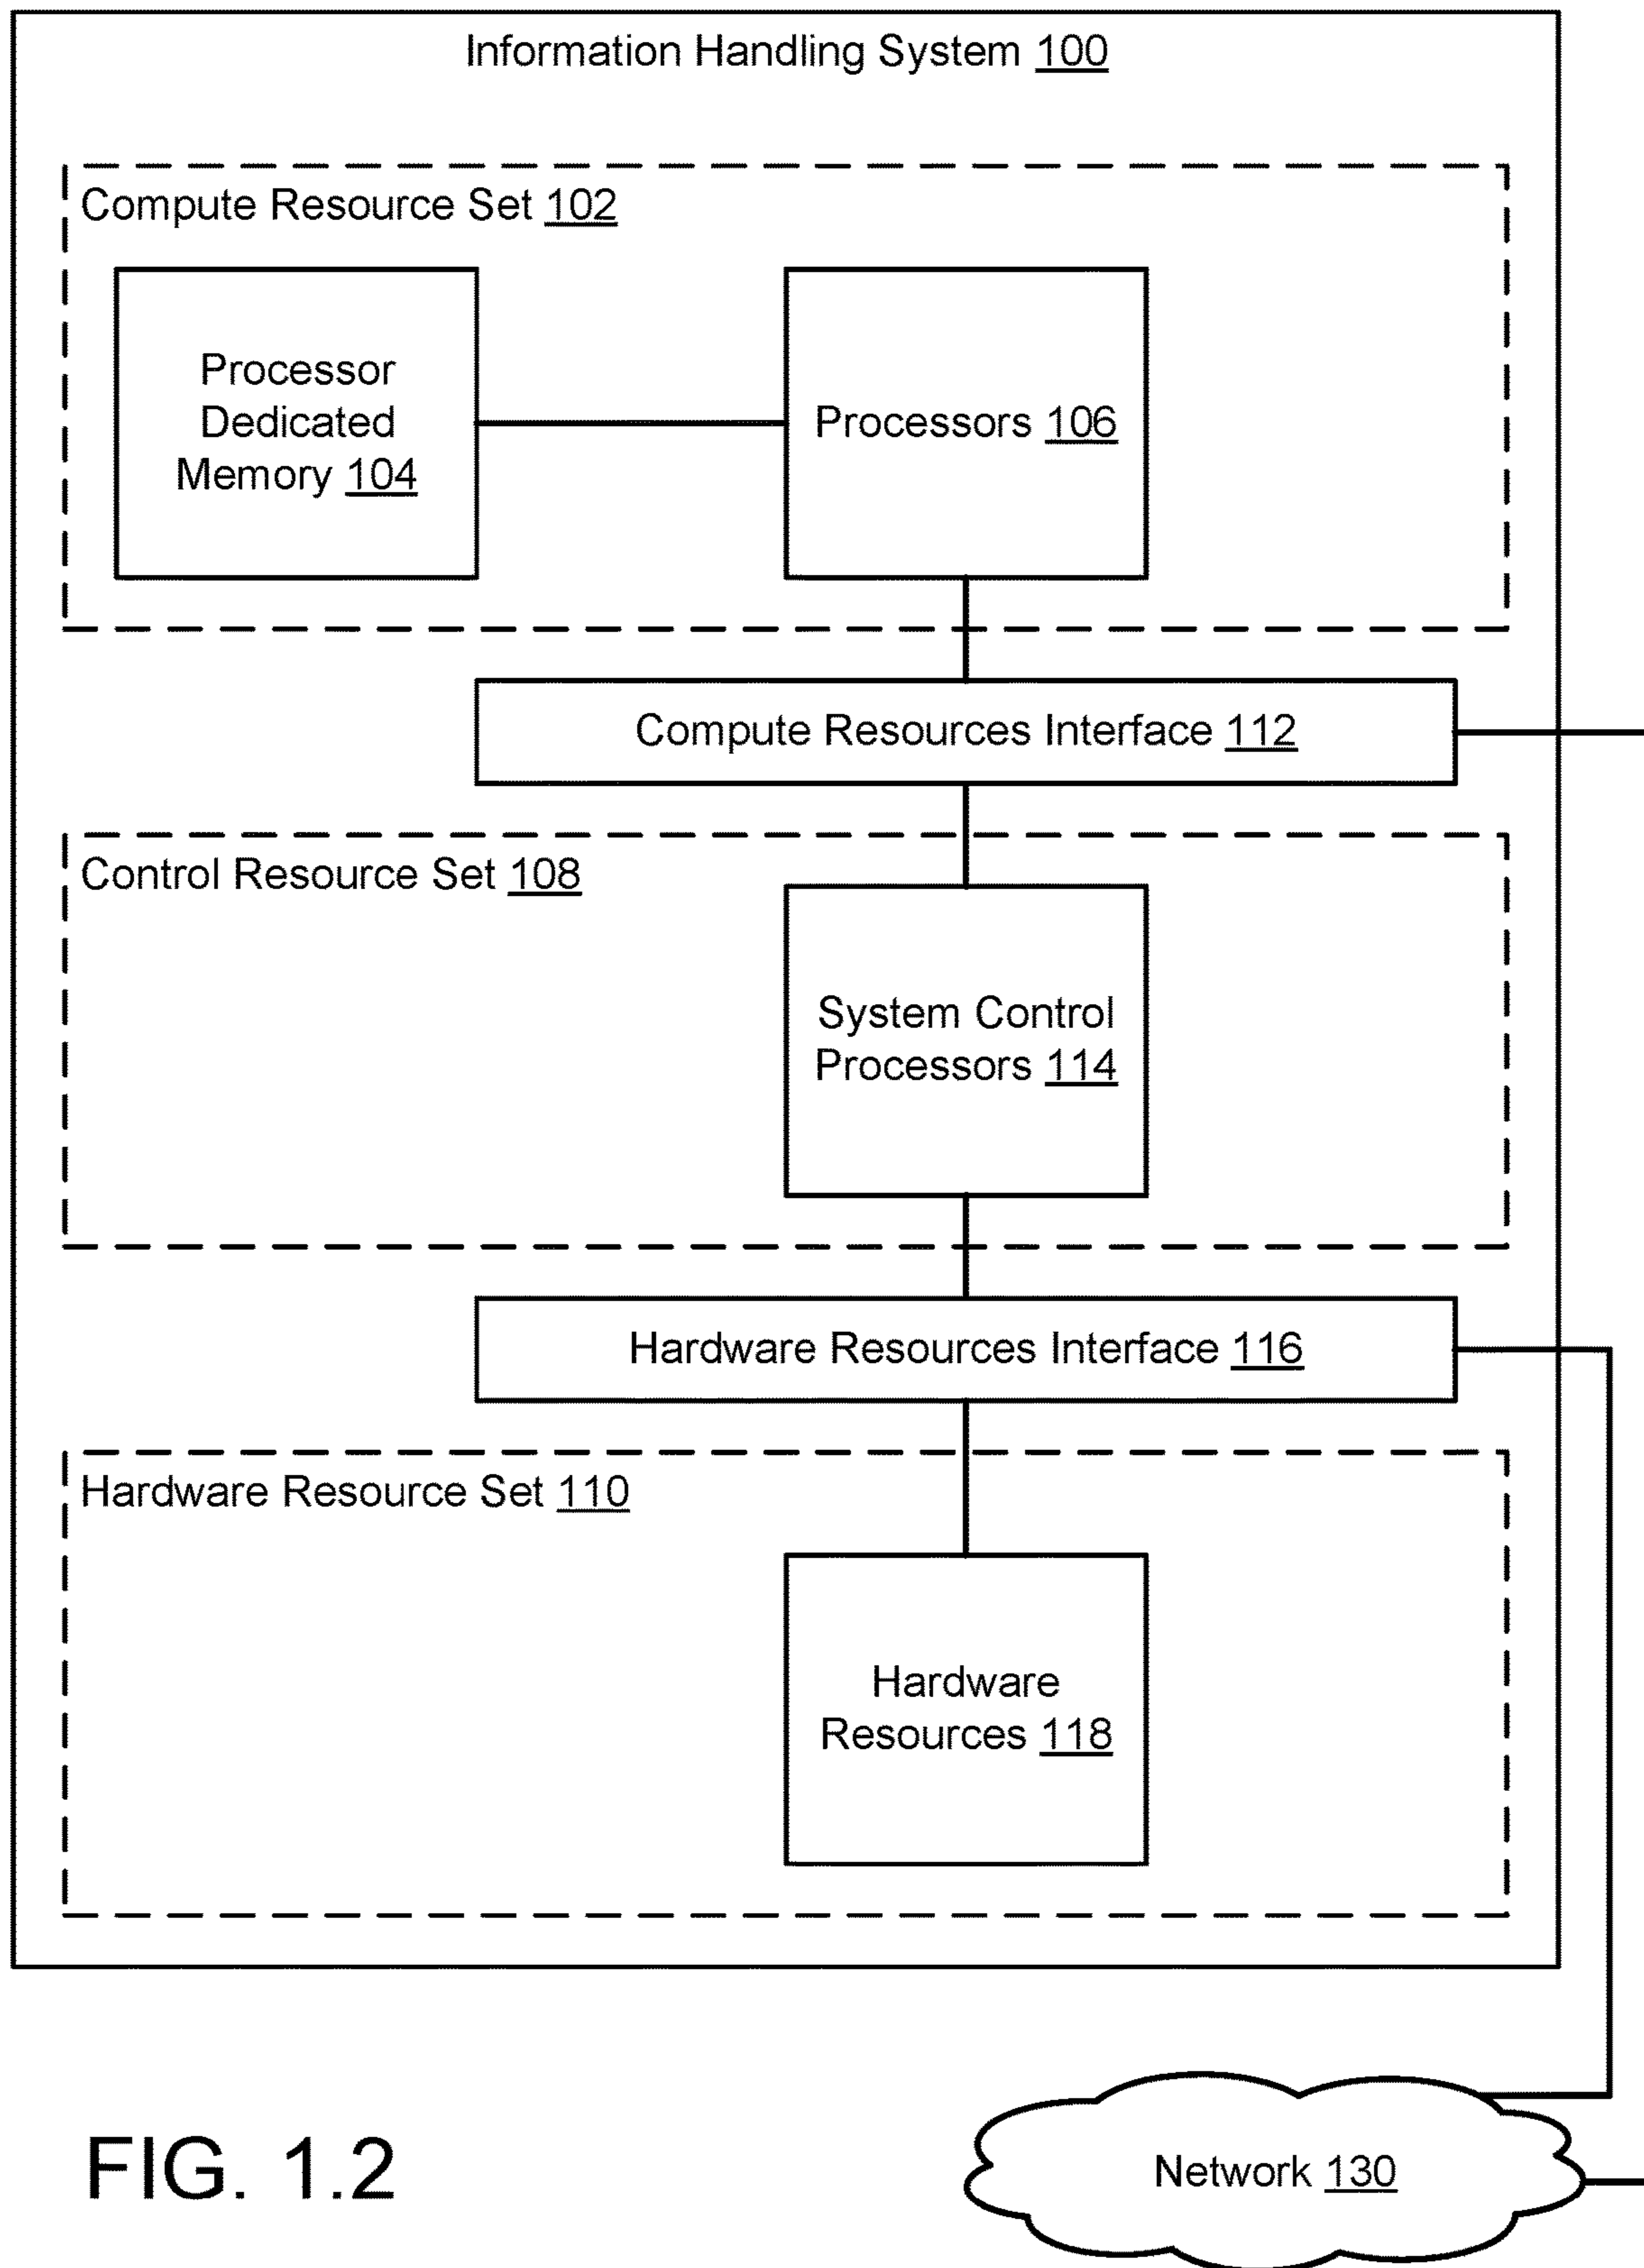 Information Handling System 100
Compute Resource Set 102
Processor
Dedicated
Memory 104
Processors 106
Compute Resources Interface 112
Control Resource Set 108
System Control
Processors 114
Hardware Resources Interface 116
Hardware Resource Set 110
Hardware
Resources 118
FIG. 1.2
Network 130